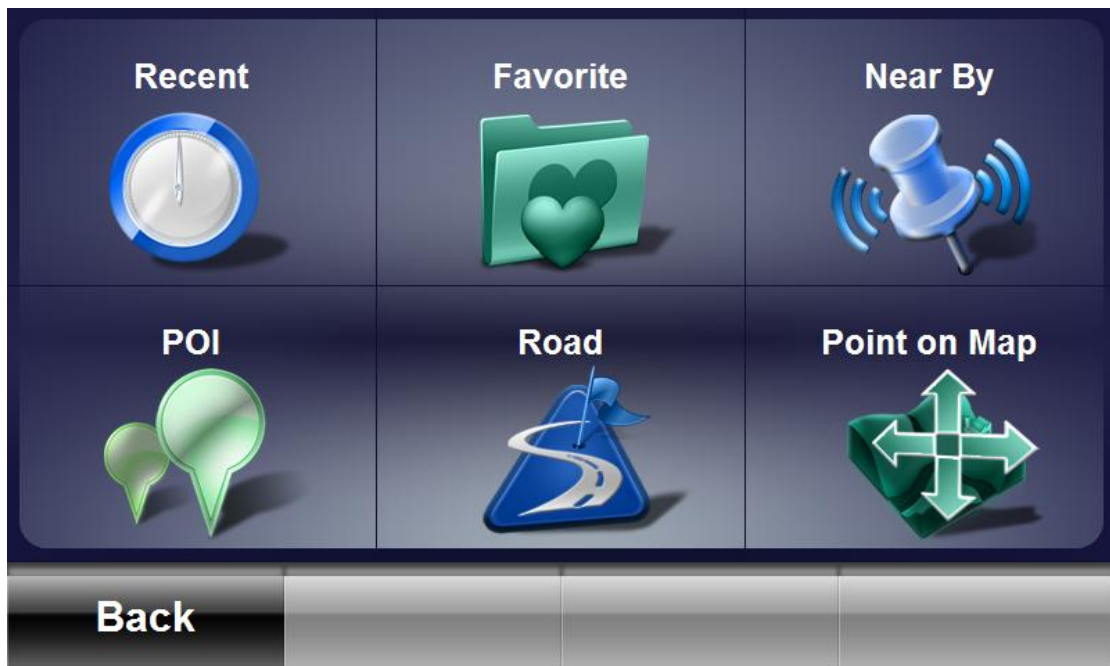 Recent
Favorite
Near By
POI
Road
Point on Map
Back